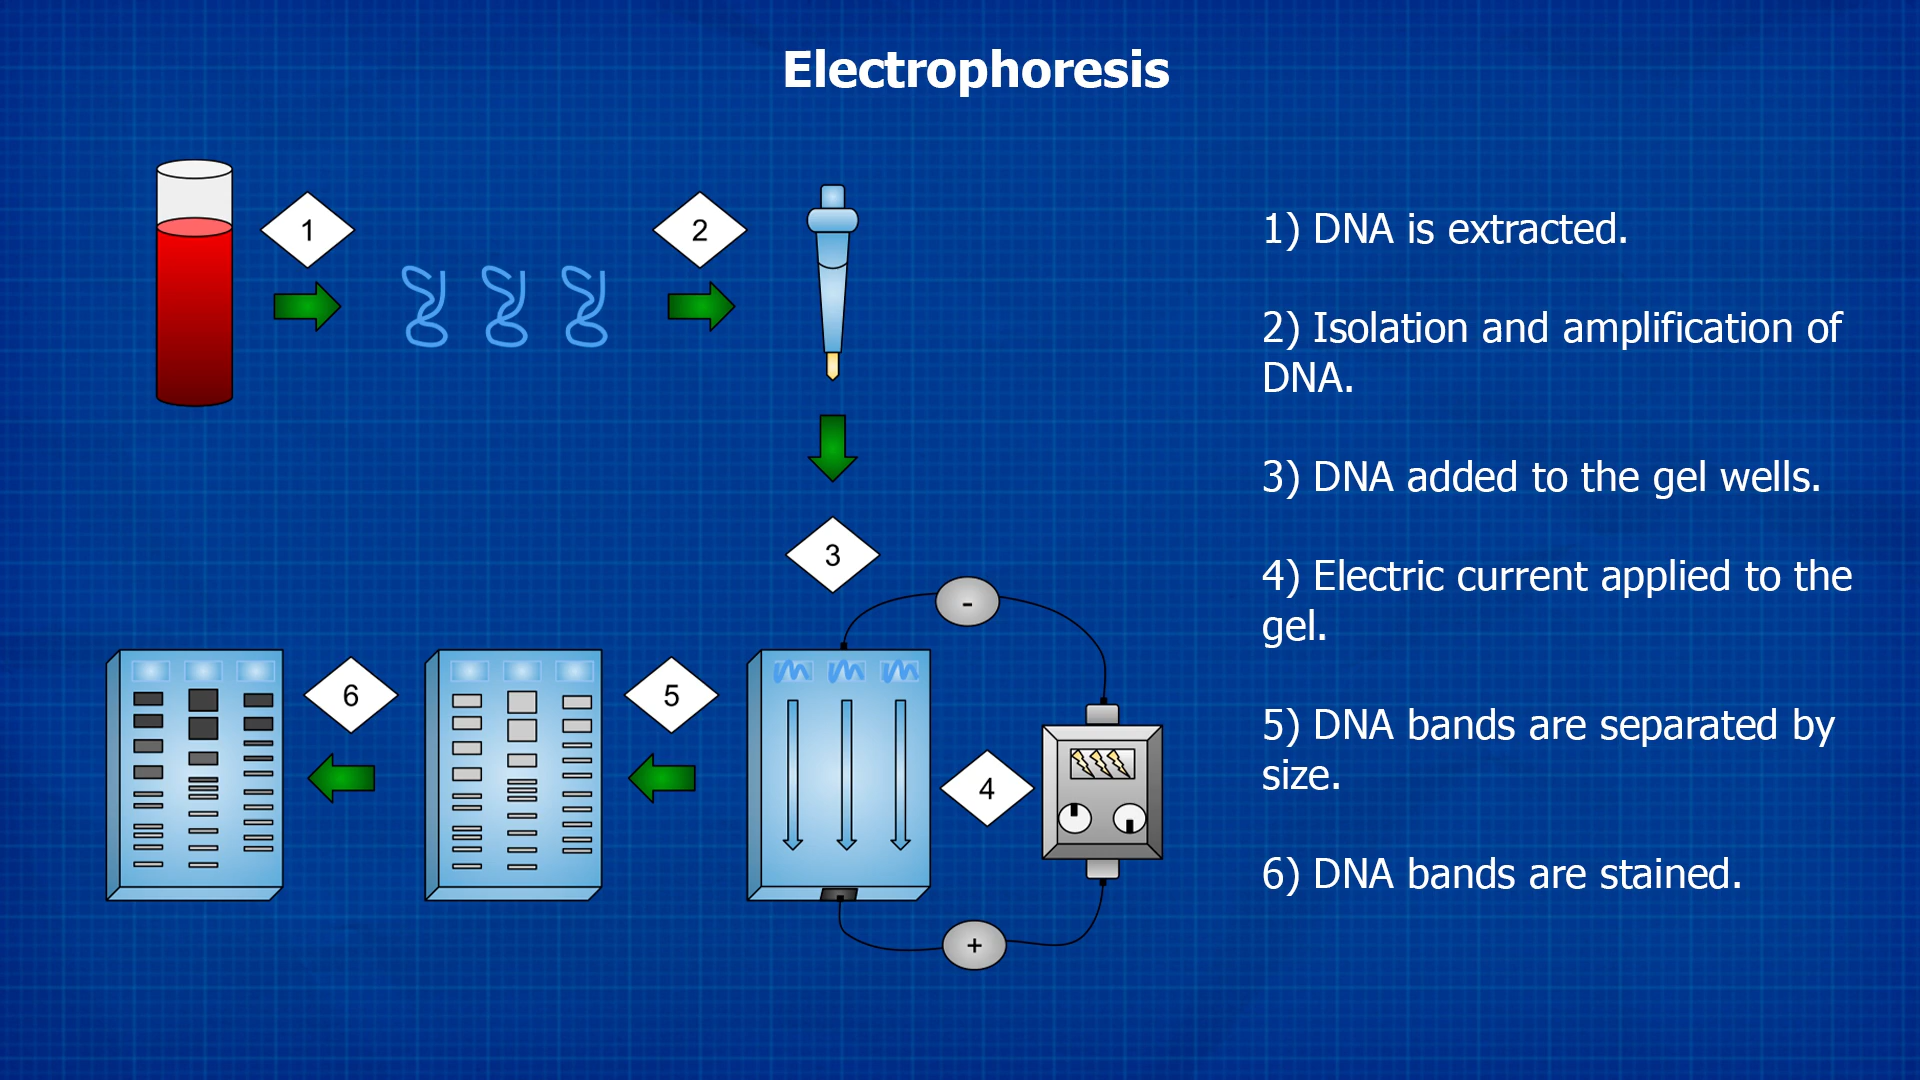 Electrophoresis
1
2
3
-
6
5
4
+
1) DNA is extracted.
2) Isolation and amplification of
DNA.
3) DNA added to the gel wells.
4) Electric current applied to the
gel.
5) DNA bands are separated by
size.
6) DNA bands are stained.